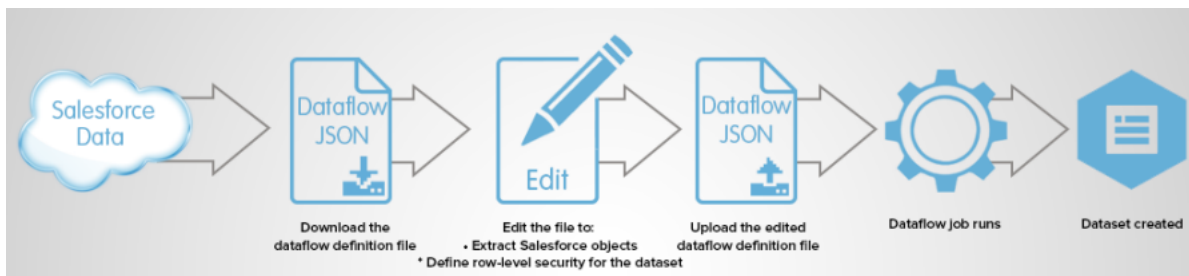 Salesforce
Data
Dataflow
JSON
Download the
dataflow definition file
Edit
Edit the file to:
• Extract Salesforce objects
* Define row-level security for the dataset
Dataflow
JSON
Upload the edited
dataflow definition file
Dataflow job runs
Dataset created